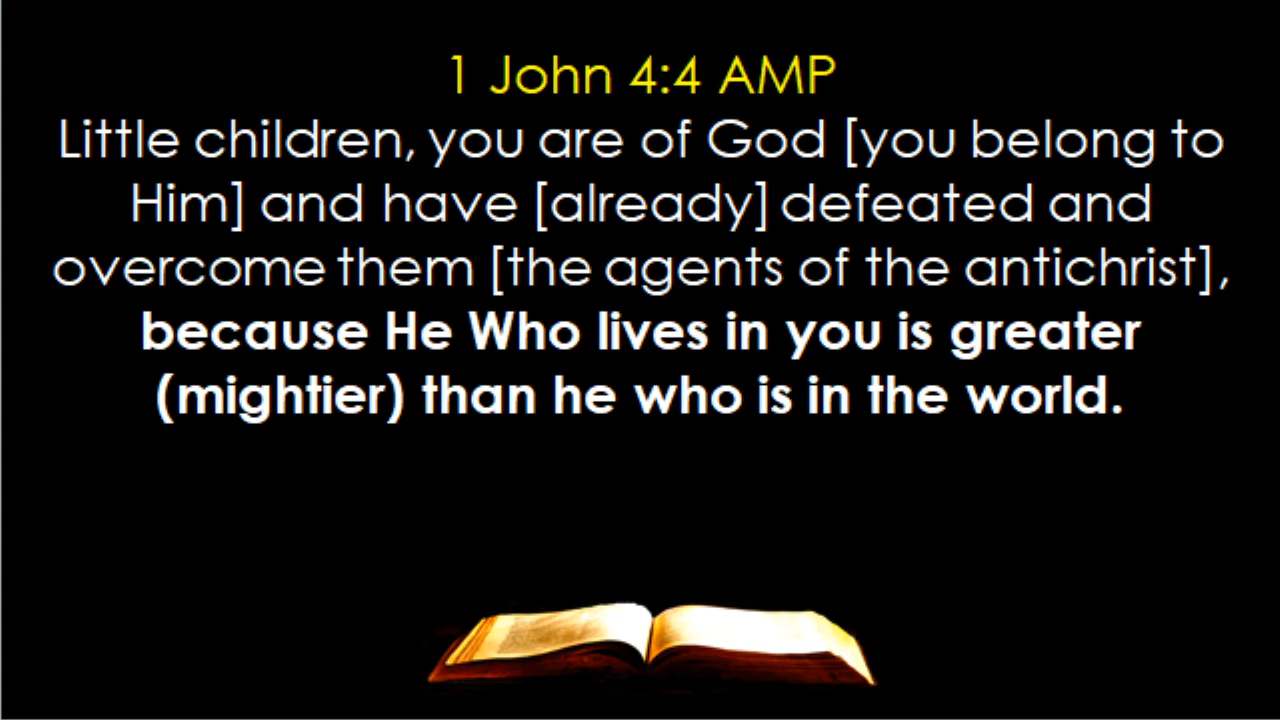 1 John 4:4 AMP
Little children, you are of God [you belong to
Him] and have [already] defeated and
overcome them [the agents of the antichrist],
because He Who lives in you is greater
(mightier) than he who is in the world.